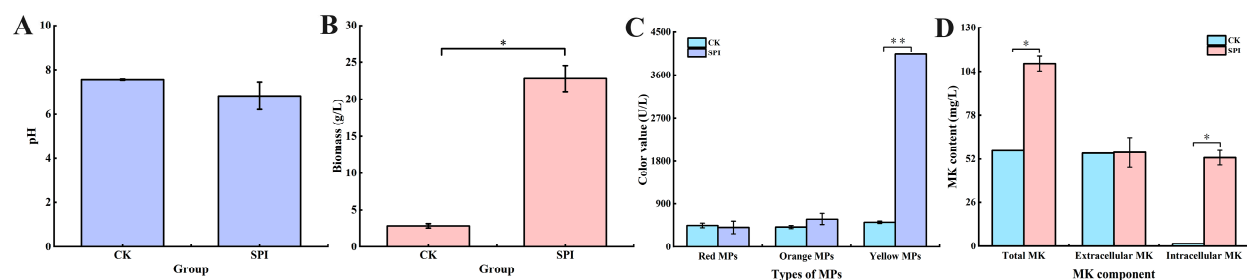 A
pH
10
8
6
4
2
0
CK
SPI
Group
B
Biomass (g/L)
30
25
20
15
10
5
0
*
CK
SPI
Group
C
Color value (U/L)
4500
3600
2700
1800
900
0
CK
SPI
**
Red MPs
Orange MPs
Yellow MPs
Types of MPs
D
MK content (mg/L)
130
104
78
52
26
0
CK
SPI
*
*
Total MK
Extracellular MK
Intracellular MK
MK component